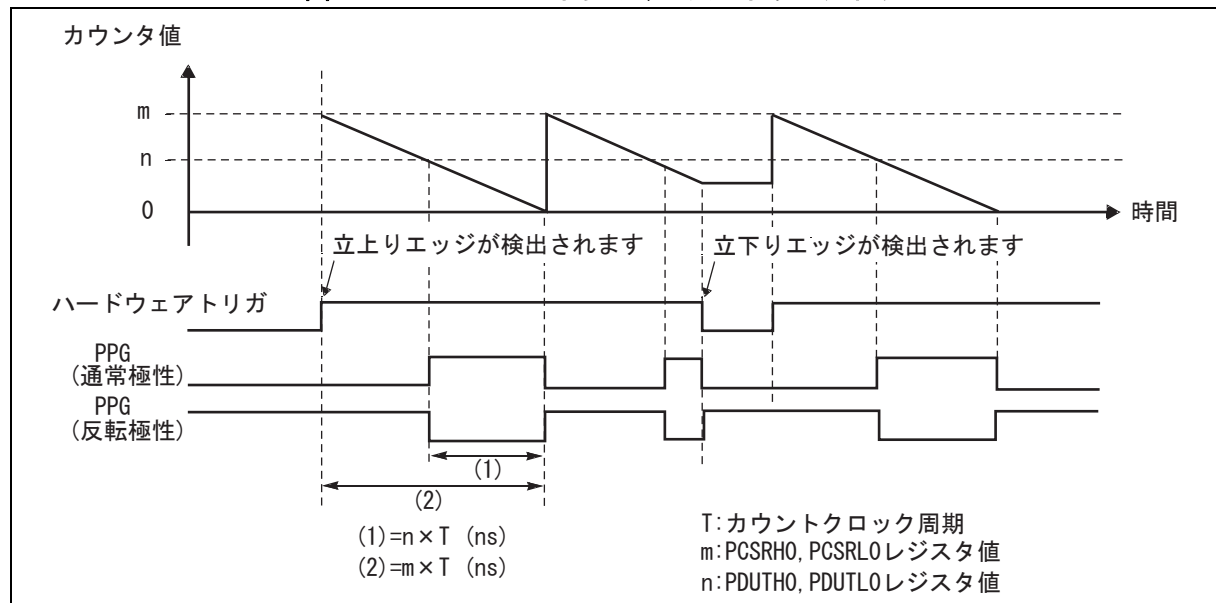 カウンタ値
m
n
0
時間
立上りエッジが検出されます
立下りエッジが検出されます
ハードウェアトリガ
PPG
(通常極性)
PPG
(反転極性)
(1)
(2)
(1)=n×T (ns)
(2)=m×T (ns)
T:カウントクロック周期
m:PCSRH0,PCSRL0レジスタ値
n:PDUTH0,PDUTL0レジスタ値